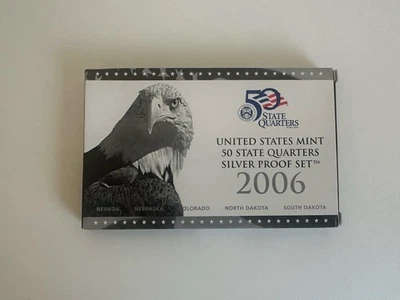 50
STATE
QUARTERS
UNITED STATES MINT
50 STATE QUARTERS
SILVER PROOF SET™
2006
NEVADA NEBRASKA COLORADO NORTH DAKOTA SOUTH DAKOTA